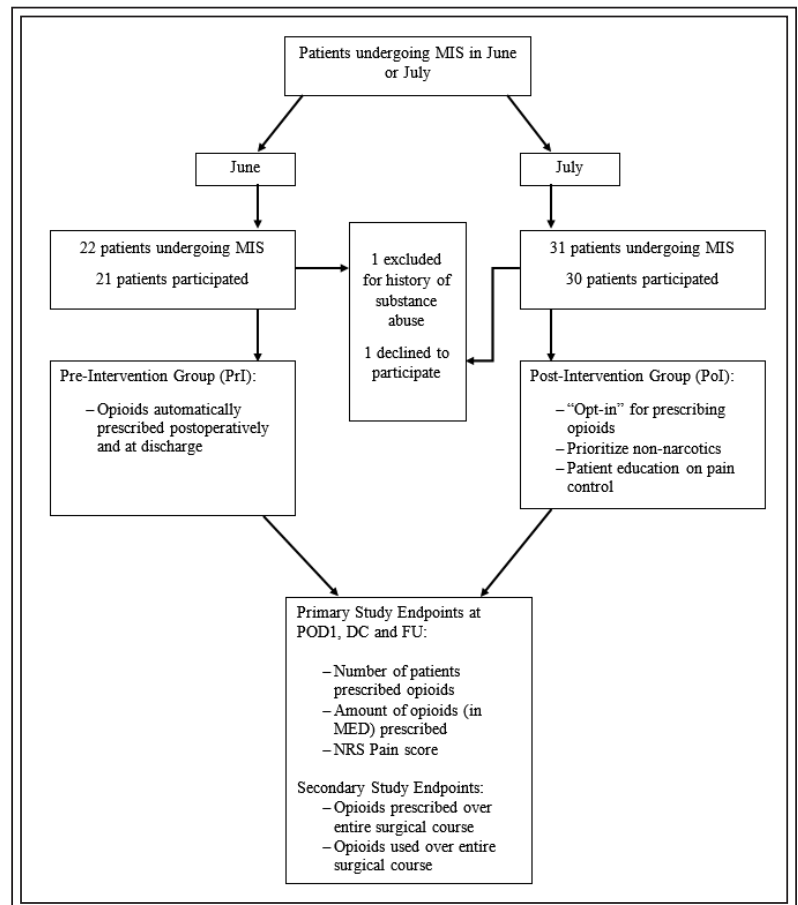 Patients undergoing MIS in June
or July
June
July
22 patients undergoing MIS
21 patients participated
1 excluded
for history of
substance
abuse
1 declined to
participate
31 patients undergoing MIS
30 patients participated
Pre-Intervention Group (PrI):
– Opioids automatically
prescribed postoperatively
and at discharge
Post-Intervention Group (PoI):
– “Opt-in” for prescribing
opioids
– Prioritize non-narcotics
– Patient education on pain
control
Primary Study Endpoints at
POD1, DC and FU:
– Number of patients
prescribed opioids
– Amount of opioids (in
MED) prescribed
– NRS Pain score
Secondary Study Endpoints:
– Opioids prescribed over
entire surgical course
– Opioids used over entire
surgical course